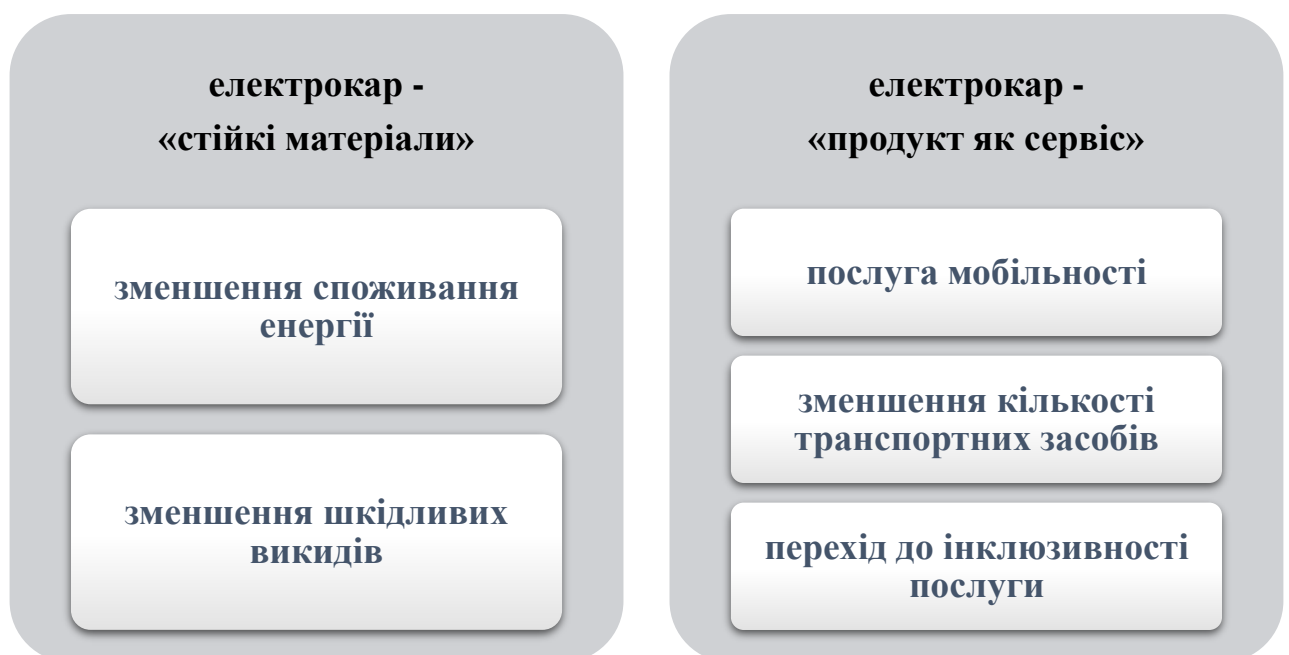 електрокар -
«стійкі матеріали»
зменшення споживання
енергії
зменшення шкідливих
викидів
електрокар -
«продукт як сервіс»
послуга мобільності
зменшення кількості
транспортних засобів
перехід до інклюзивності
послуги